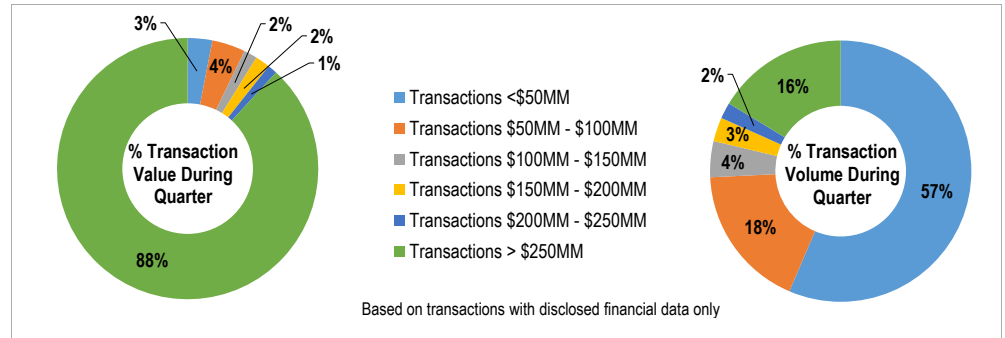 3%
4%
2%
2%
1%
88%
% Transaction
Value During
Quarter
Transactions <$50MM
Transactions $50MM - $100MM
Transactions $100MM - $150MM
Transactions $150MM - $200MM
Transactions $200MM - $250MM
Transactions > $250MM
16%
2%
3%
4%
18%
57%
% Transaction
Volume During
Quarter
Based on transactions with disclosed financial data only